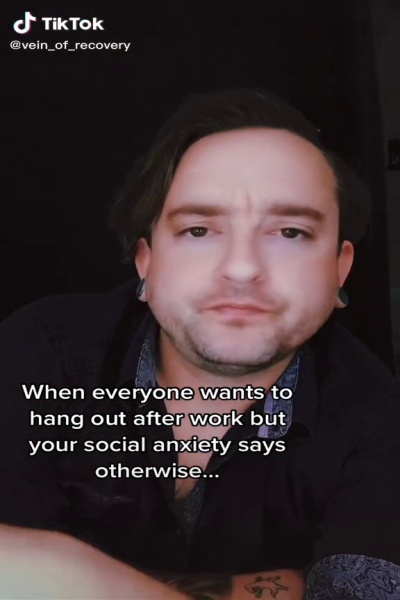 TikTok
@vein_of_recovery
When everyone wants to
hang out after work but
your social anxiety says
otherwise...